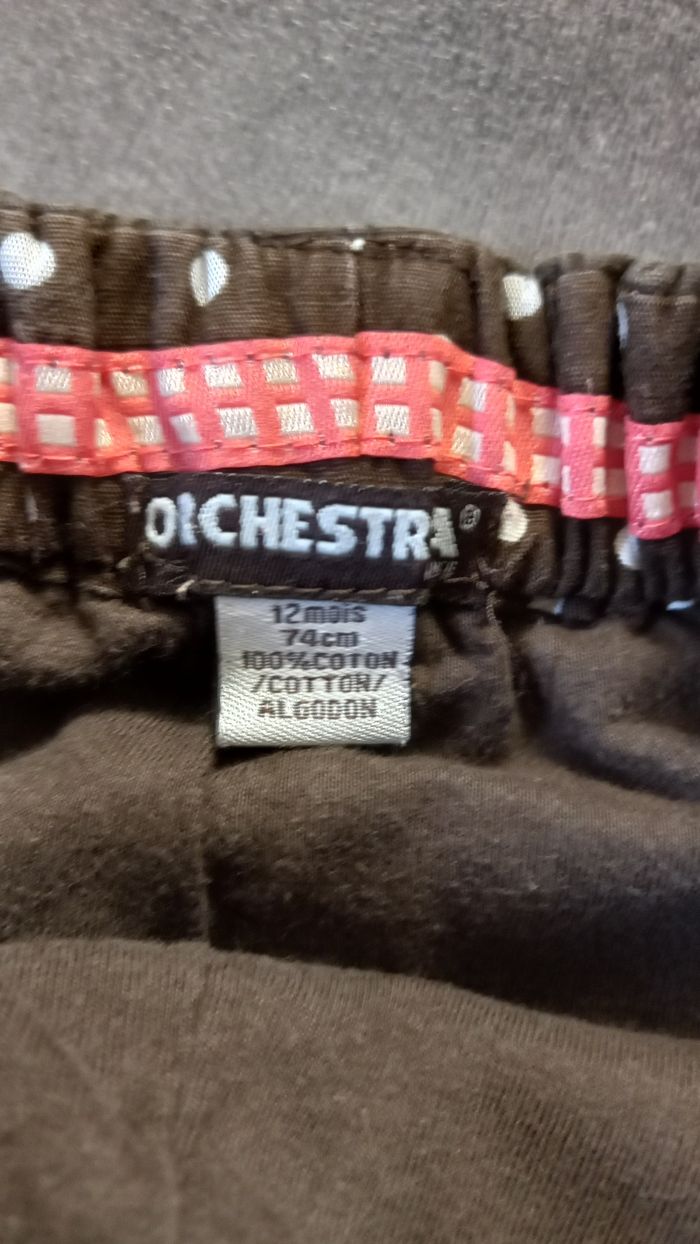 ORCHESTRA®
12mois
74cm
100%COTON
/COTTON/
ALGODON